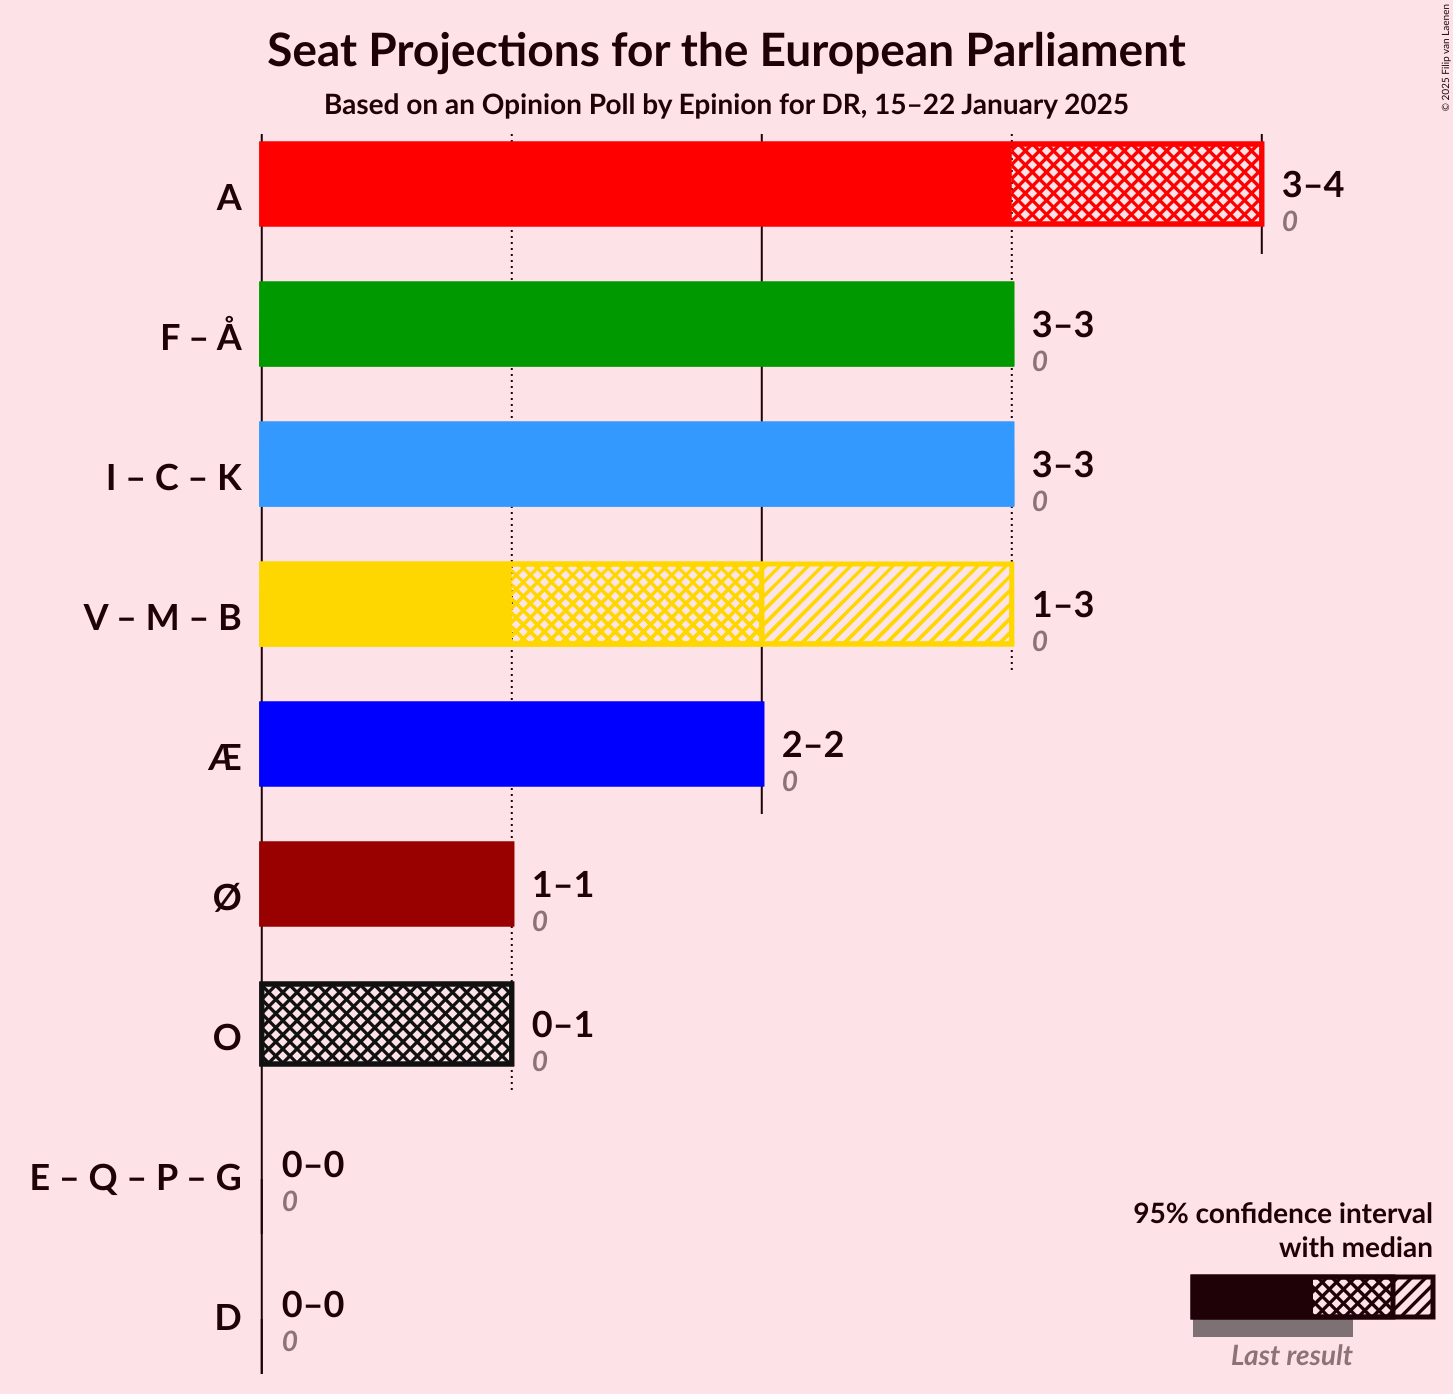 Seat Projections for the European Parliament
Based on an Opinion Poll by Epinion for DR, 15–22 January 2025
© 2025 Filip van Laenen
A
3–4
0
F – Å
3–3
0
I – C – K
3–3
0
V – M – B
1–3
0
Æ
2–2
0
Ø
1–1
0
O
0–1
0
E – Q – P – G
0–0
0
D
0–0
0
95% confidence interval
with median
Last result